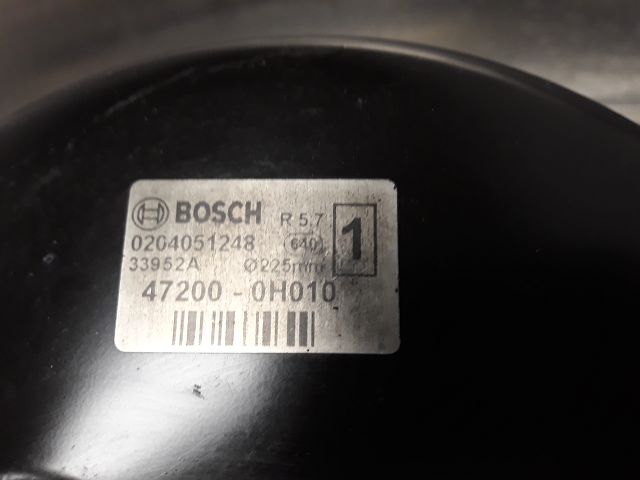 BOSCH R 5,7 1
0204051248 640
33952A Ø225mm
47200 - 0H010